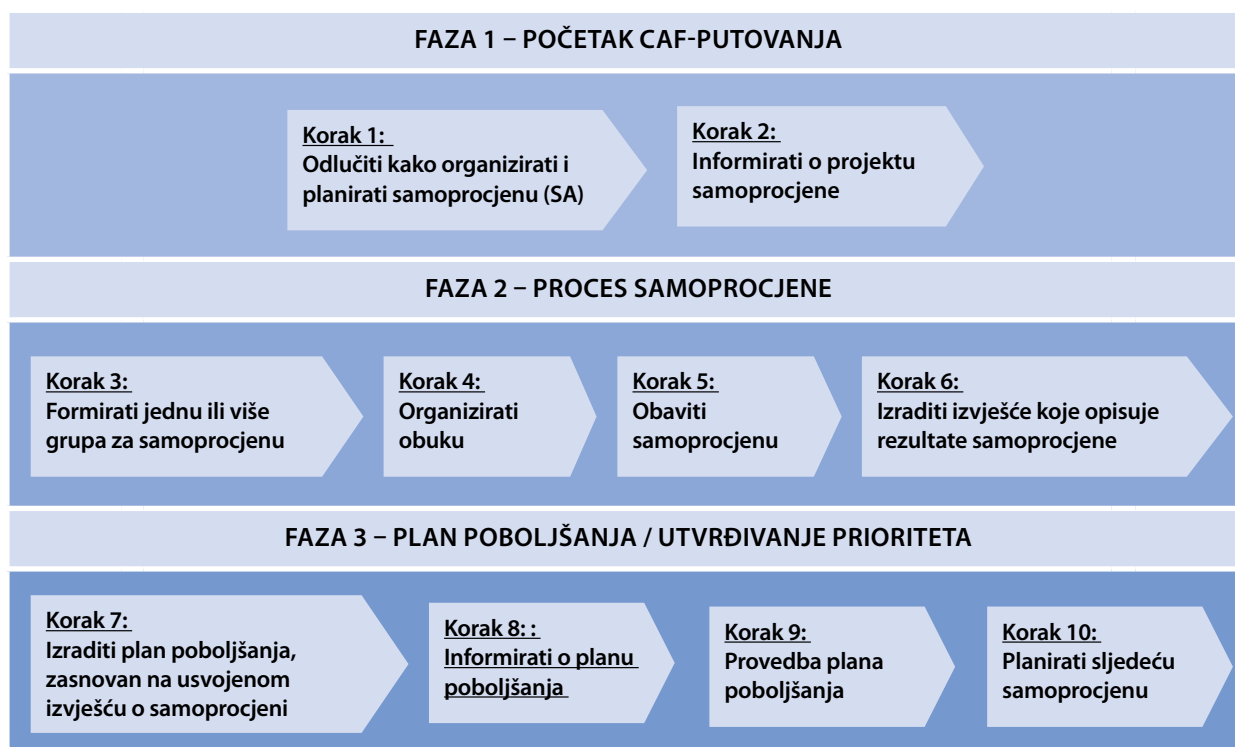 FAZA 1 – POČETAK CAF-PUTOVANJA
Korak 1:
Odlučiti kako organizirati i
planirati samoprocjenu (SA)
Korak 2:
Informirati o projektu
samoprocjene
FAZA 2 – PROCES SAMOPROCJENE
Korak 3:
Formirati jednu ili više
grupa za samoprocjenu
Korak 4:
Organizirati
obuku
Korak 5:
Obaviti
samoprocjenu
Korak 6:
Izraditi izvješće koje opisuje
rezultate samoprocjene
FAZA 3 – PLAN POBOLJŠANJA / UTVRĐIVANJE PRIORITETA
Korak 7:
Izraditi plan poboljšanja,
zasnovan na usvojenom
izvješću o samoprocjeni
Korak 8: :
Informirati o planu
poboljšanja
Korak 9:
Provedba plana
poboljšanja
Korak 10:
Planirati sljedeću
samoprocjenu